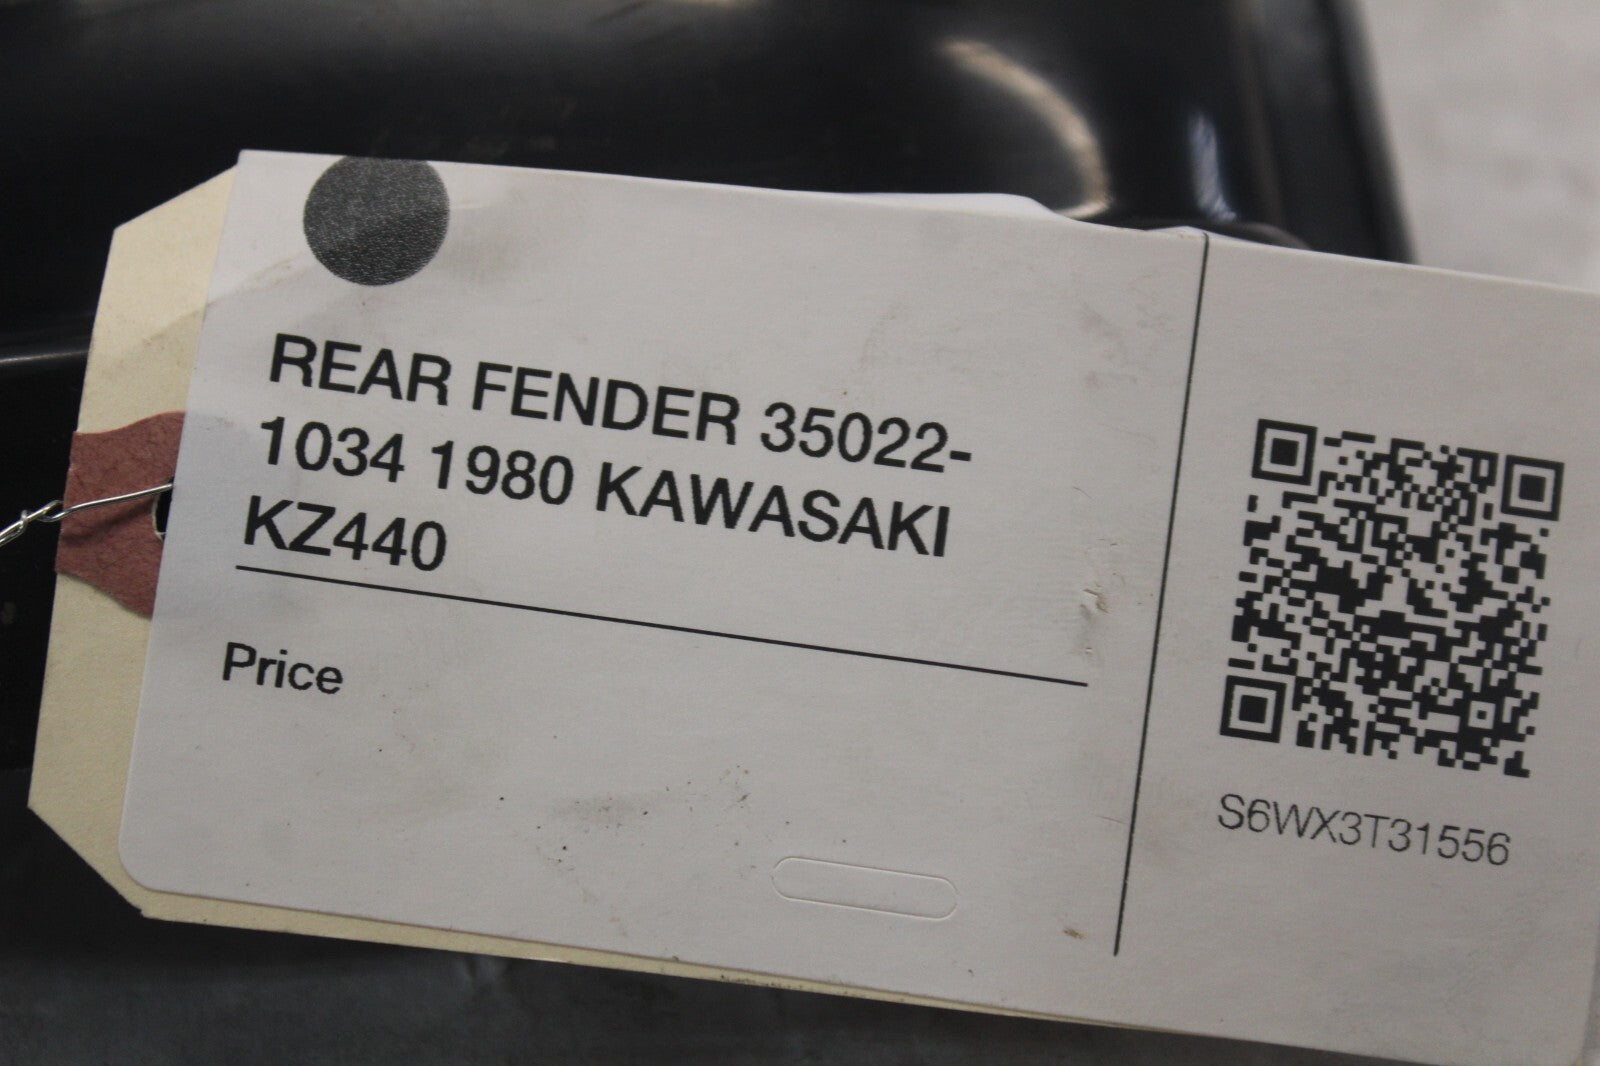 REAR FENDER 35022-
1034 1980 KAWASAKI
KZ440
Price
S6WX3T31556